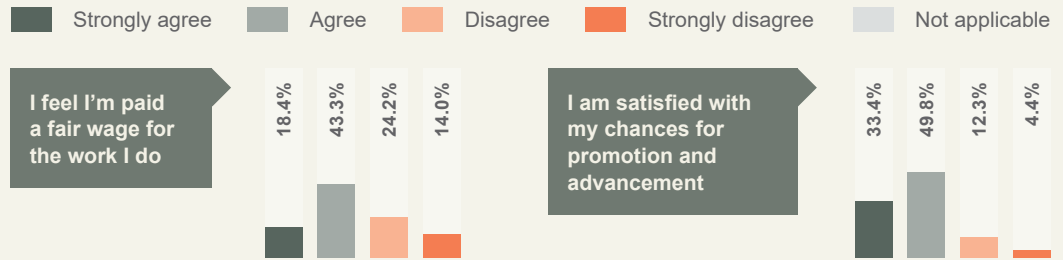 Strongly agree
Agree
Disagree
Strongly disagree
Not applicable
I feel I’m paid
a fair wage for
the work I do
18.4%
43.3%
24.2%
14.0%
I am satisfied with
my chances for
promotion and
advancement
33.4%
49.8%
12.3%
4.4%